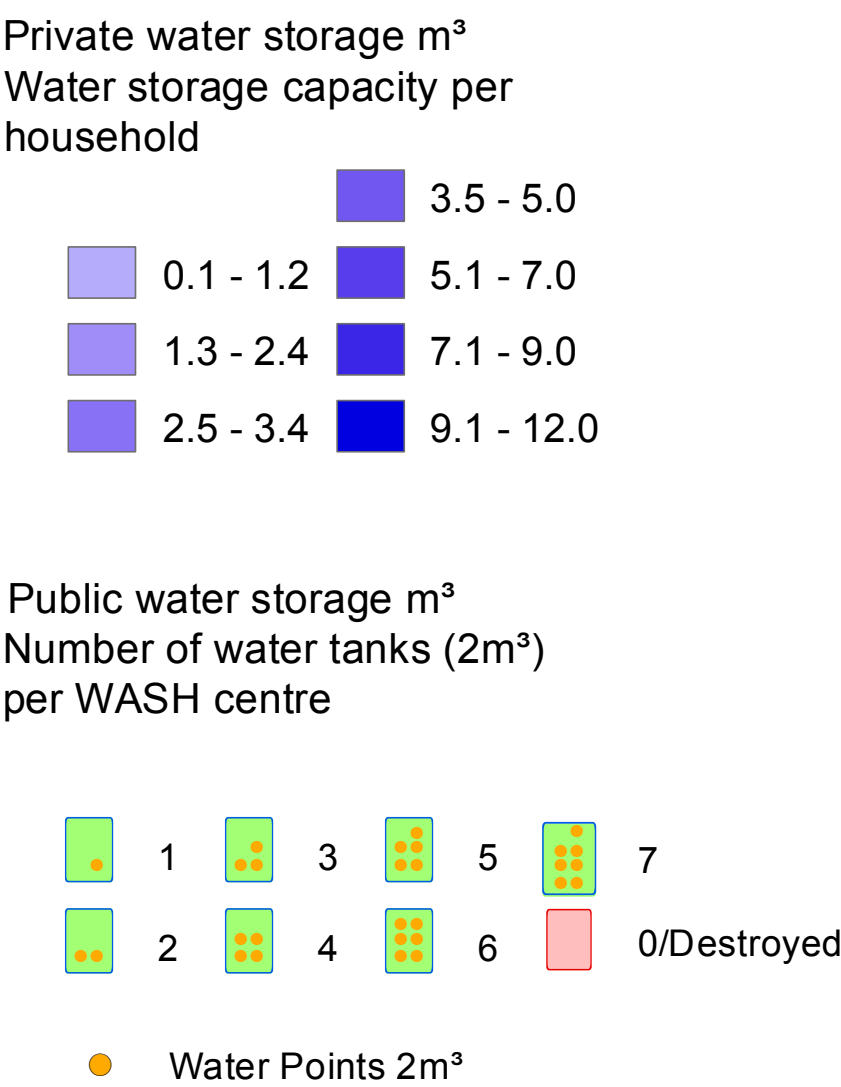 Private water storage m³
Water storage capacity per
household
3.5 - 5.0
0.1 - 1.2
5.1 - 7.0
1.3 - 2.4
7.1 - 9.0
2.5 - 3.4
9.1 - 12.0
Public water storage m³
Number of water tanks (2m³)
per WASH centre
1
3
5
7
2
4
6
0/Destroyed
Water Points 2m³